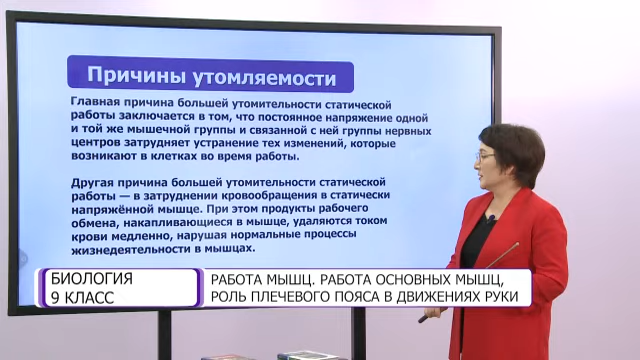 Причины утомляемости
Главная причина большей утомительности статической
работы заключается в том, что постоянное напряжение одной
и той же мышечной группы и связанной с ней группы нервных
центров затрудняет устранение тех изменений, которые
возникают в клетках во время работы.
Другая причина большей утомительности статической
работы — в затруднении кровообращения в статически
напряжённой мышце. При этом продукты рабочего
обмена, накапливающиеся в мышце, удаляются током
крови медленно, нарушая нормальные процессы
жизнедеятельности в мышцах.
БИОЛОГИЯ
9 КЛАСС
РАБОТА МЫШЦ. РАБОТА ОСНОВНЫХ МЫШЦ,
РОЛЬ ПЛЕЧЕВОГО ПОЯСА В ДВИЖЕНИЯХ РУКИ